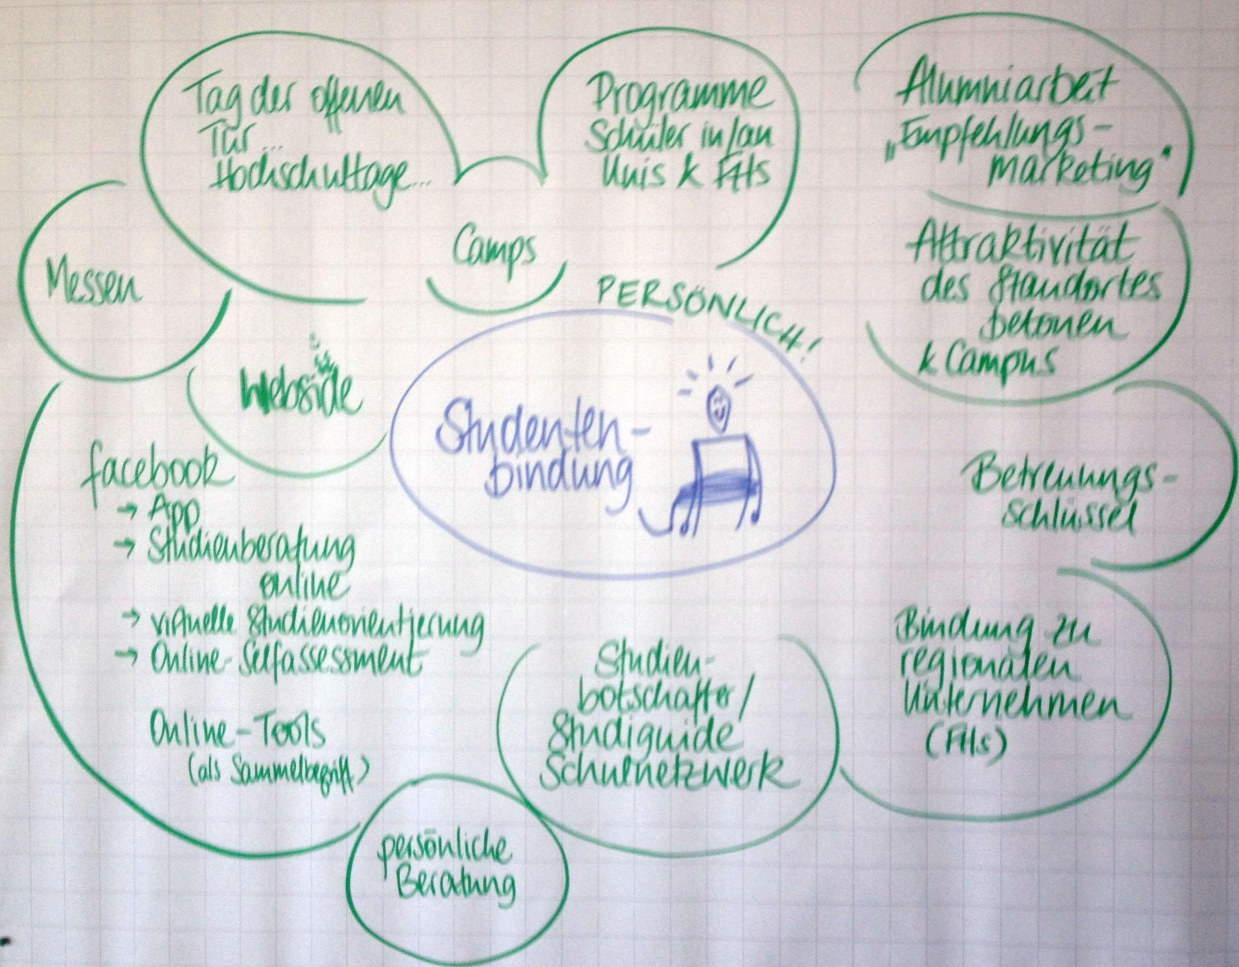 Tag der offenen
Tür...
Hochschultage...
Programme
Schüler in/an
Unis & FHs
Alumniarbeit
„Empfehlungs-
marketing"
Messen
Camps
PERSÖNLICH!
Attraktivität
des Standortes
betonen
& Campus
Webside
Studenten-
bindung
facebook
→ App
→ Studienberatung
online
→ virtuelle Studienorientierung
→ Online-Selfassessment
Online-Tools
(als Sammelbegriff)
Betreuungs-
schlüssel
Bindung zu
regionalen
Unternehmen
(FHs)
Studien-
botschafter/
Studiguide
Schulnetzwerk
persönliche
Beratung